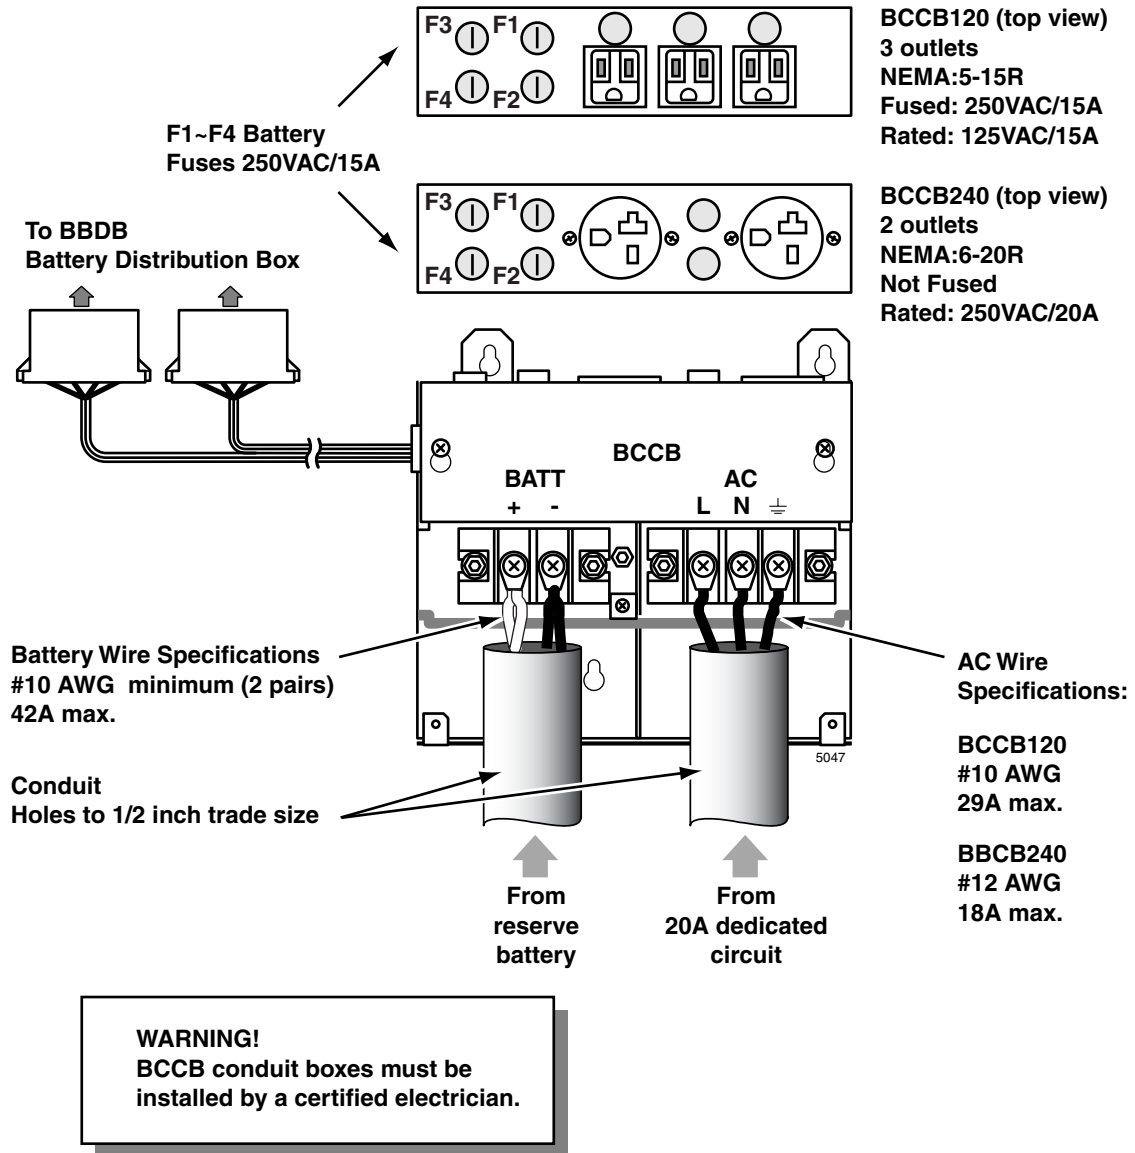 F3 F1
F4 F2
BCCB120 (top view)
3 outlets
NEMA:5-15R
Fused: 250VAC/15A
Rated: 125VAC/15A
F1~F4 Battery
Fuses 250VAC/15A
F3 F1
F4 F2
BCCB240 (top view)
2 outlets
NEMA:6-20R
Not Fused
Rated: 250VAC/20A
To BBDB
Battery Distribution Box
BCCB
BATT
+ -
AC
L N ⏚
Battery Wire Specifications
#10 AWG minimum (2 pairs)
42A max.
Conduit
Holes to 1/2 inch trade size
AC Wire
Specifications:
BCCB120
#10 AWG
29A max.
BBCB240
#12 AWG
18A max.
5047
From
reserve
battery
From
20A dedicated
circuit
WARNING!
BCCB conduit boxes must be
installed by a certified electrician.